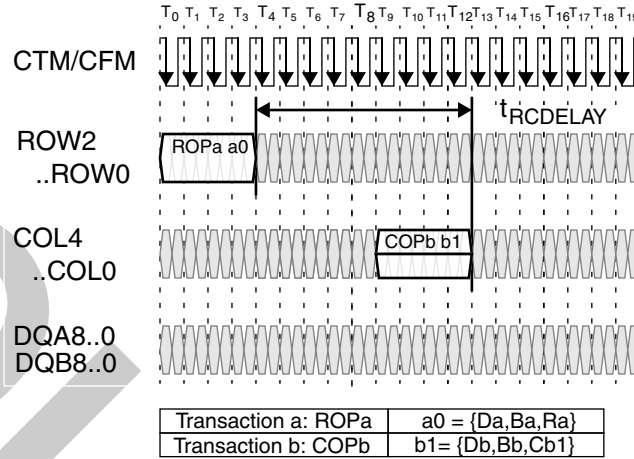 T0 T1 T2 T3 T4 T5 T6 T7 T8 T9 T10 T11 T12 T13 T14 T15 T16 T17 T18 T19
CTM/CFM
tRCDELAY
ROW2
..ROW0
ROPa a0
COL4
..COL0
COPb b1
DQA8..0
DQB8..0
Transaction a: ROPa a0 = {Da,Ba,Ra}
Transaction b: COPb b1= {Db,Bb,Cb1}